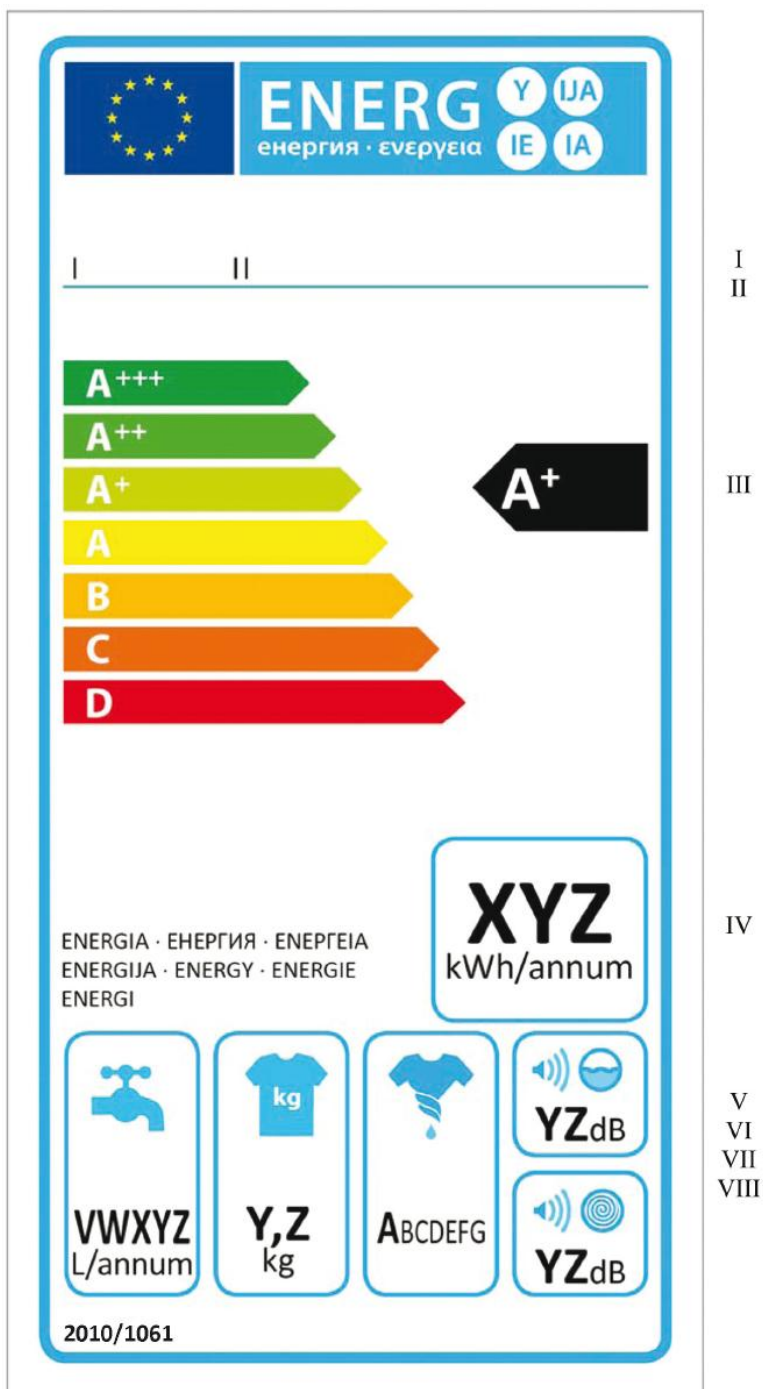 ENERG Y IJA
енергия · ενεργεια IE IA
I II
I
II
A+++
A++
A+
A
B
C
D
A+
III
XYZ
kWh/annum
IV
ENERGIA · ЕНЕРГИЯ · ΕΝΕΡΓΕΙΑ
ENERGIJA · ENERGY · ENERGIE
ENERGI
kg
VWXYZ
L/annum
Y,Z
kg
ABCDEFG
YZdB
YZdB
V
VI
VII
VIII
2010/1061